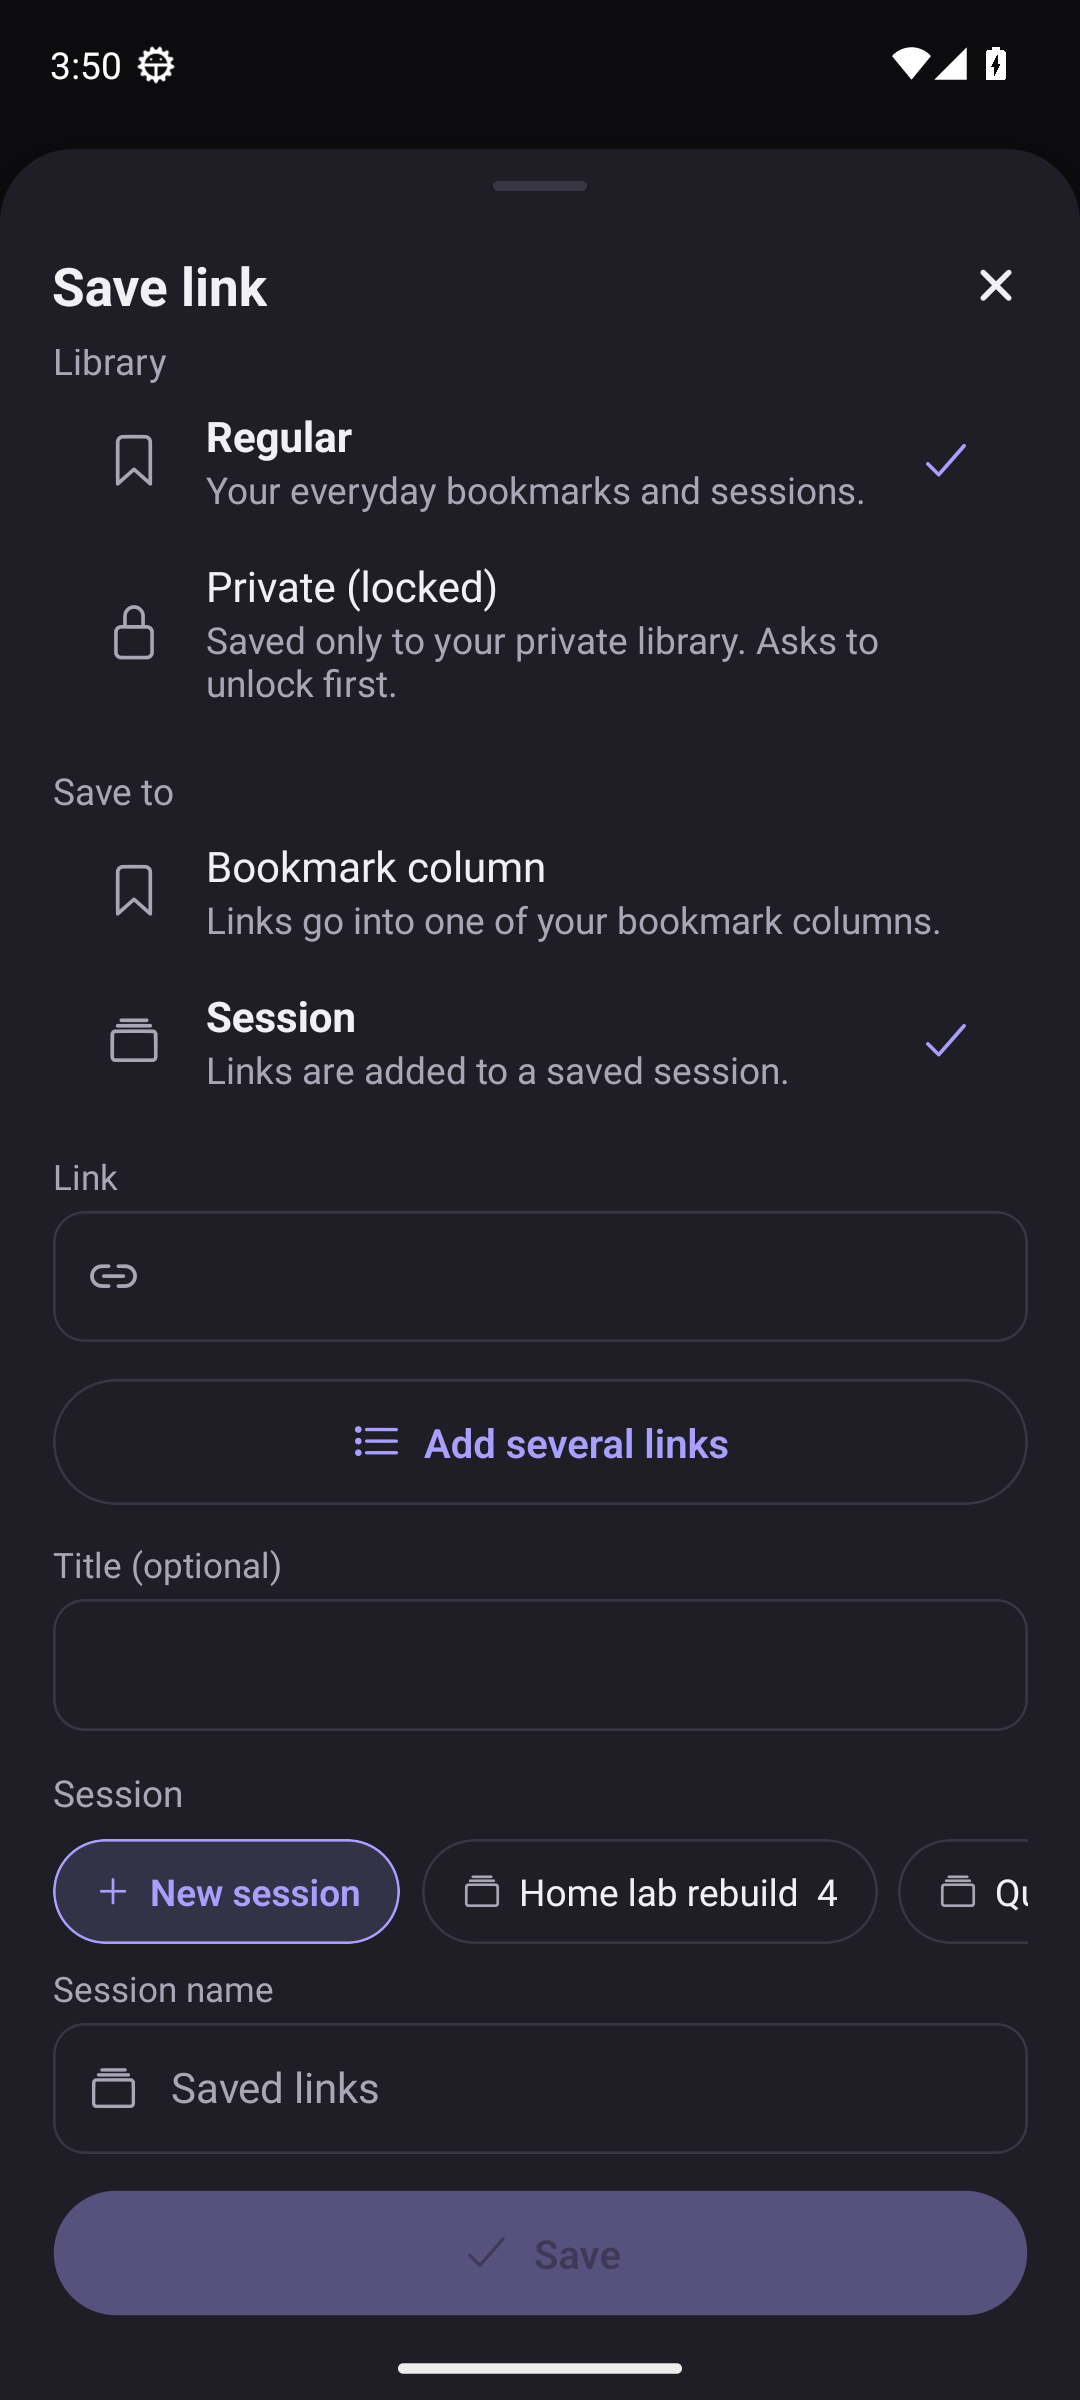 3:50
Save link
Library
Regular
Your everyday bookmarks and sessions.
Private (locked)
Saved only to your private library. Asks to
unlock first.
Save to
Bookmark column
Links go into one of your bookmark columns.
Session
Links are added to a saved session.
Link
Add several links
Title (optional)
Session
New session
Home lab rebuild 4
Session name
Saved links
Save